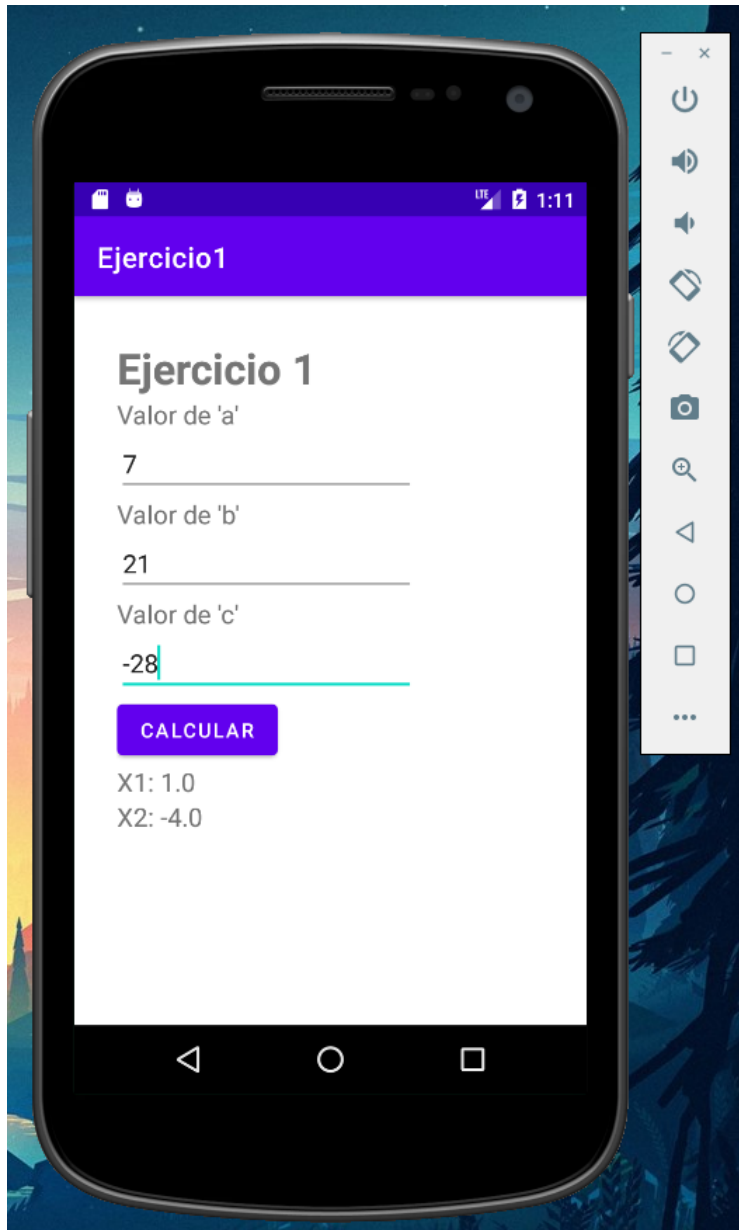 LTE 1:11
Ejercicio1
Ejercicio 1
Valor de 'a'
7
Valor de 'b'
21
Valor de 'c'
-28
CALCULAR
X1: 1.0
X2: -4.0